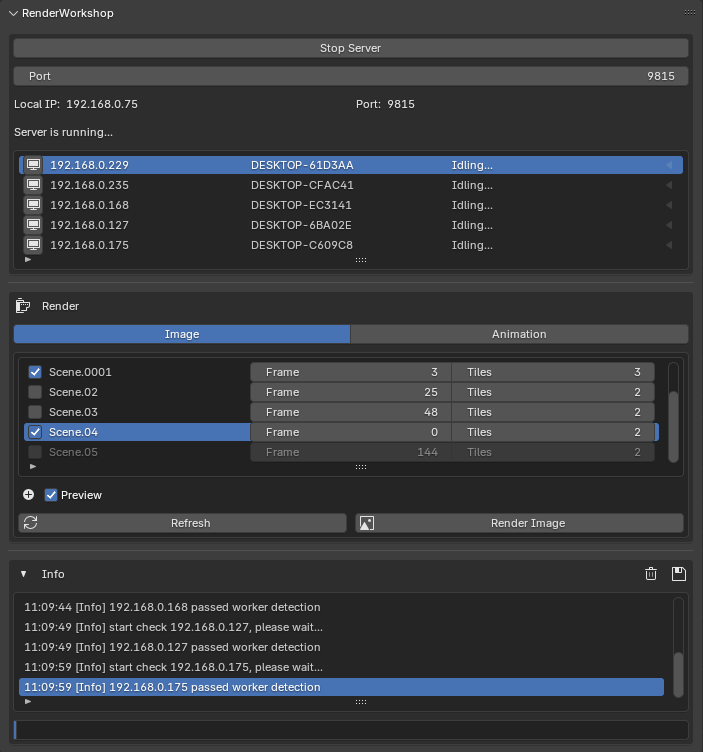 RenderWorkshop
Stop Server
Port 9815
Local IP: 192.168.0.75 Port: 9815
Server is running...
192.168.0.229 DESKTOP-61D3AA Idling...
192.168.0.235 DESKTOP-CFAC41 Idling...
192.168.0.168 DESKTOP-EC3141 Idling...
192.168.0.127 DESKTOP-6BA02E Idling...
192.168.0.175 DESKTOP-C609C8 Idling...
Render
Image Animation
Scene.0001 Frame 3 Tiles 3
Scene.02 Frame 25 Tiles 2
Scene.03 Frame 48 Tiles 2
Scene.04 Frame 0 Tiles 2
Scene.05 Frame 144 Tiles 2
Preview
Refresh Render Image
Info
11:09:44 [Info] 192.168.0.168 passed worker detection
11:09:49 [Info] start check 192.168.0.127, please wait...
11:09:49 [Info] 192.168.0.127 passed worker detection
11:09:59 [Info] start check 192.168.0.175, please wait...
11:09:59 [Info] 192.168.0.175 passed worker detection